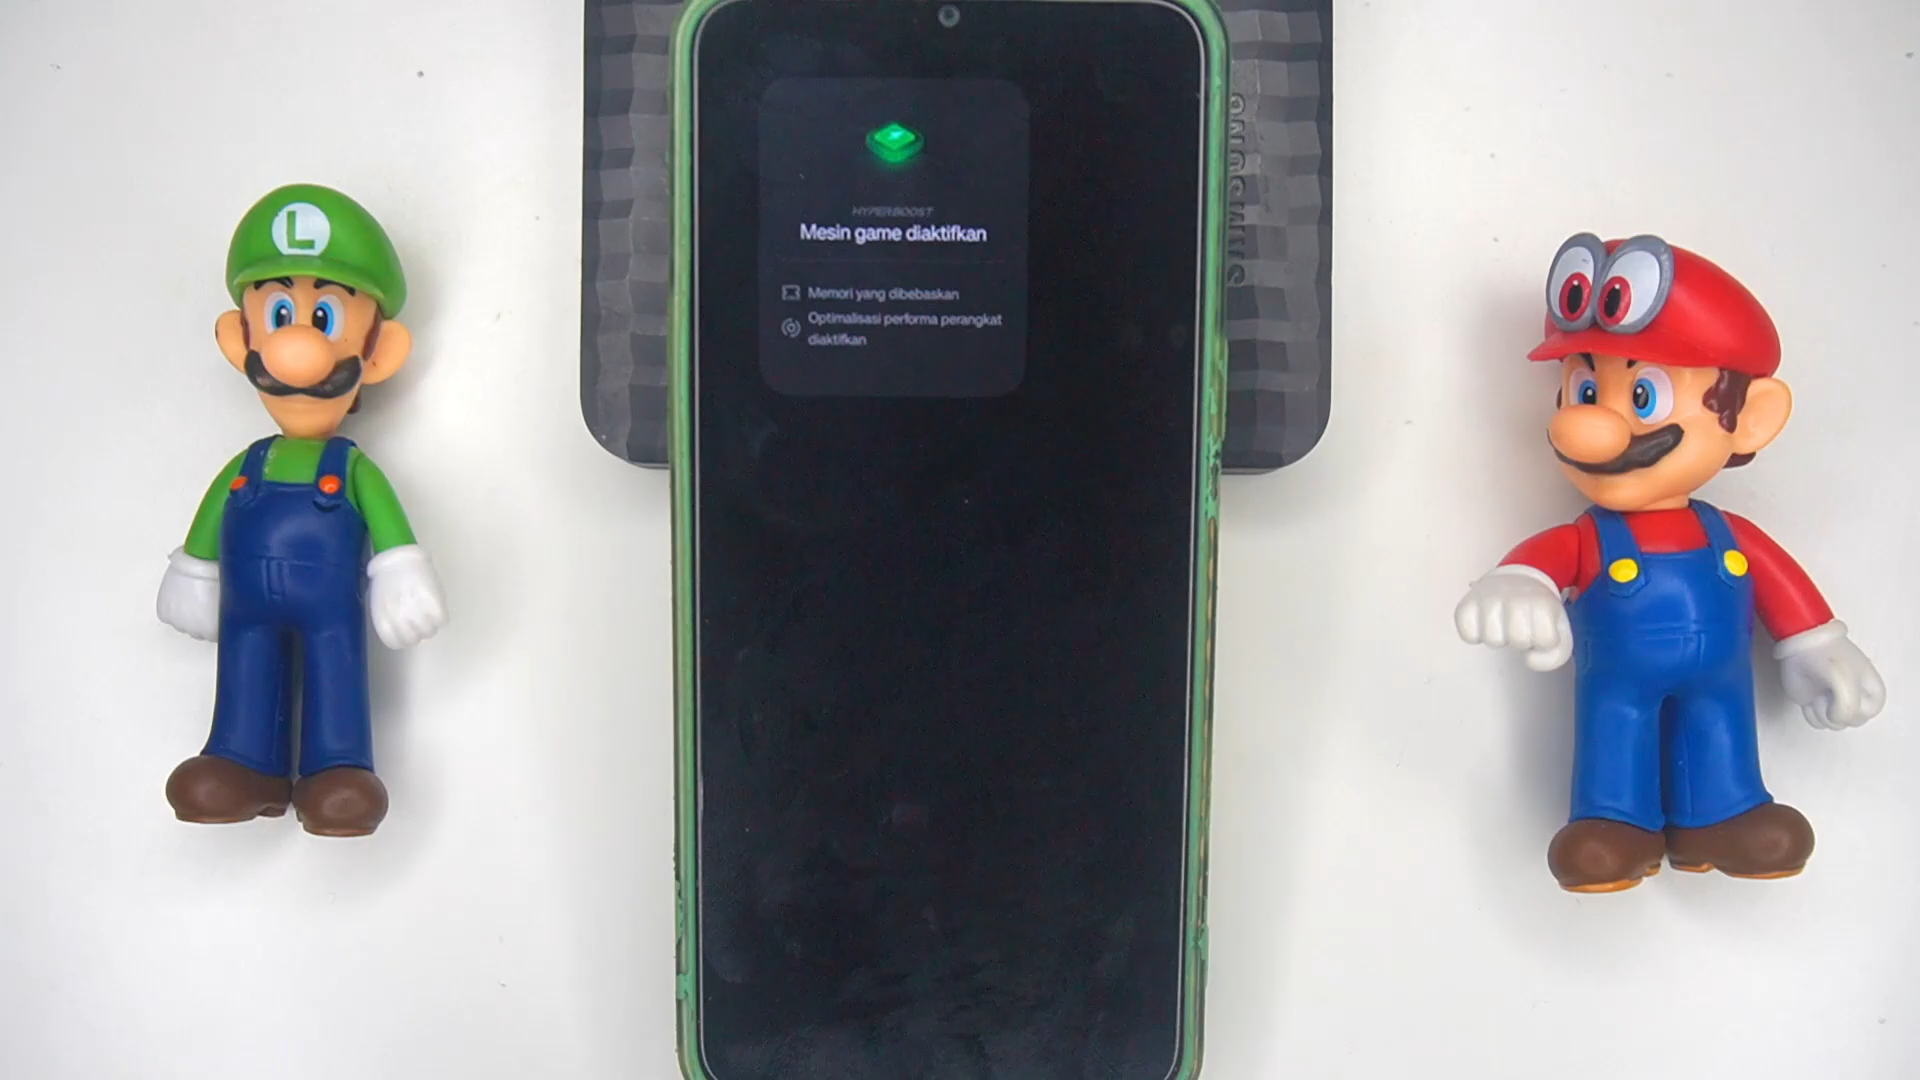 L
HYPERBOOST
Mesin game diaktifkan
Memori yang dibebaskan
Optimalisasi performa perangkat
diaktifkan